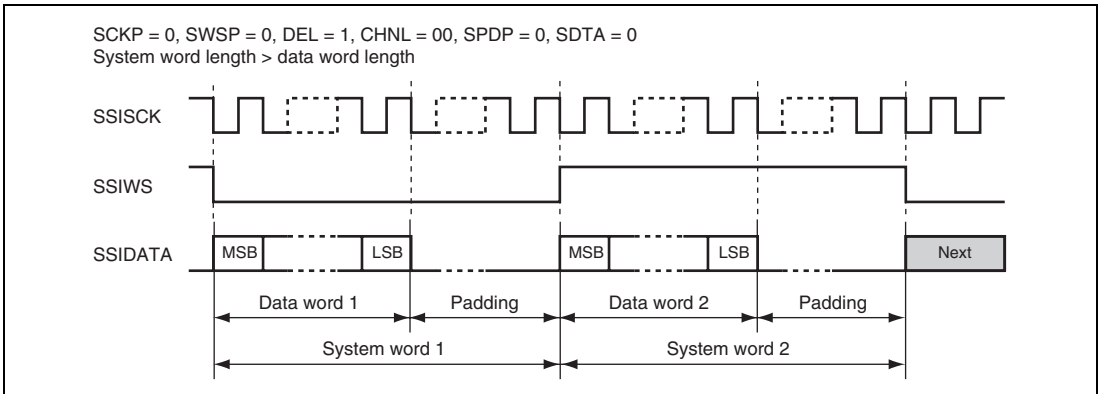 SCKP = 0, SWSP = 0, DEL = 1, CHNL = 00, SPDP = 0, SDTA = 0
System word length > data word length
SSISCK
SSIWS
SSIDATA MSB LSB MSB LSB Next
Data word 1 Padding Data word 2 Padding
System word 1 System word 2